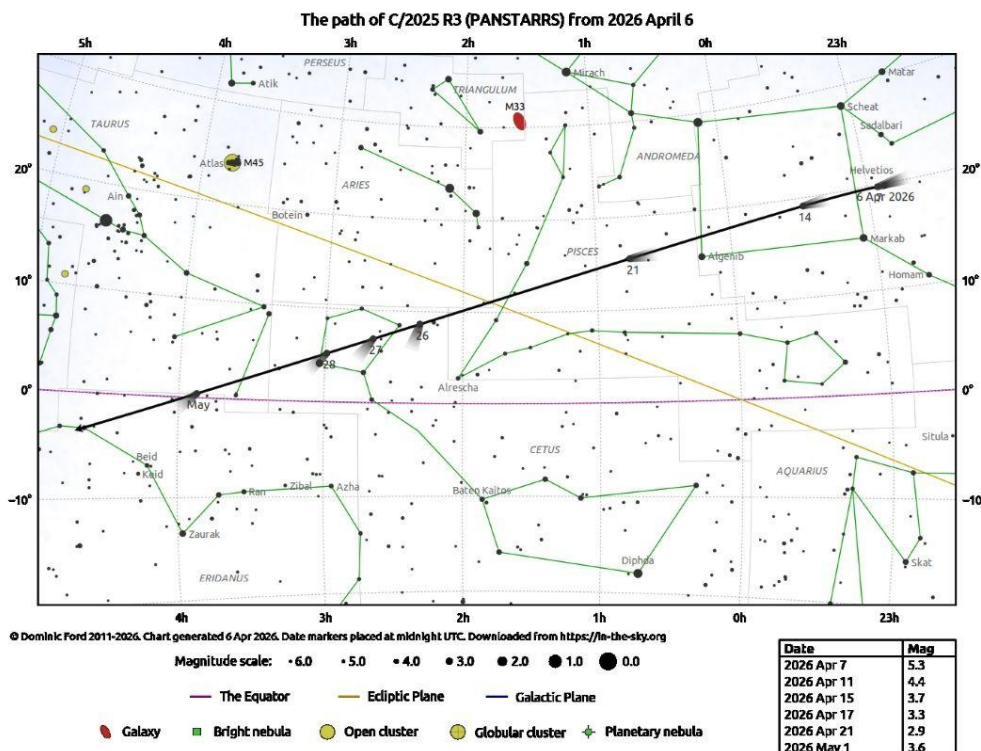 The path of C/2025 R3 (PANSTARRS) from 2026 April 6
5h 4h 3h 2h 1h 0h 23h
PERSEUS
Mirach
Matar
Atik
TRIANGULUM
M33
Scheat
TAURUS
Sadalbari
ANDROMEDA
20° Atlas M45 20°
Helvetios
ARIES
Ain
6 Apr 2026
Botein
14
Markab
PISCES
Algenib
21
Homam
10° 10°
26
27
28
Alrescha
0° 0°
May
Situla
CETUS
Beid
Keid
AQUARIUS
Zibal Azha
Ran
Baten Kaitos
-10° -10°
Zaurak
Diphda
Skat
ERIDANUS
4h 3h 2h 1h 0h 23h
© Dominic Ford 2011-2026. Chart generated 6 Apr 2026. Date markers placed at midnight UTC. Downloaded from https://in-the-sky.org
Magnitude scale: 6.0 5.0 4.0 3.0 2.0 1.0 0.0
The Equator Ecliptic Plane Galactic Plane
Galaxy Bright nebula Open cluster Globular cluster Planetary nebula
Date Mag
2026 Apr 7 5.3
2026 Apr 11 4.4
2026 Apr 15 3.7
2026 Apr 17 3.3
2026 Apr 21 2.9
2026 May 1 3.6